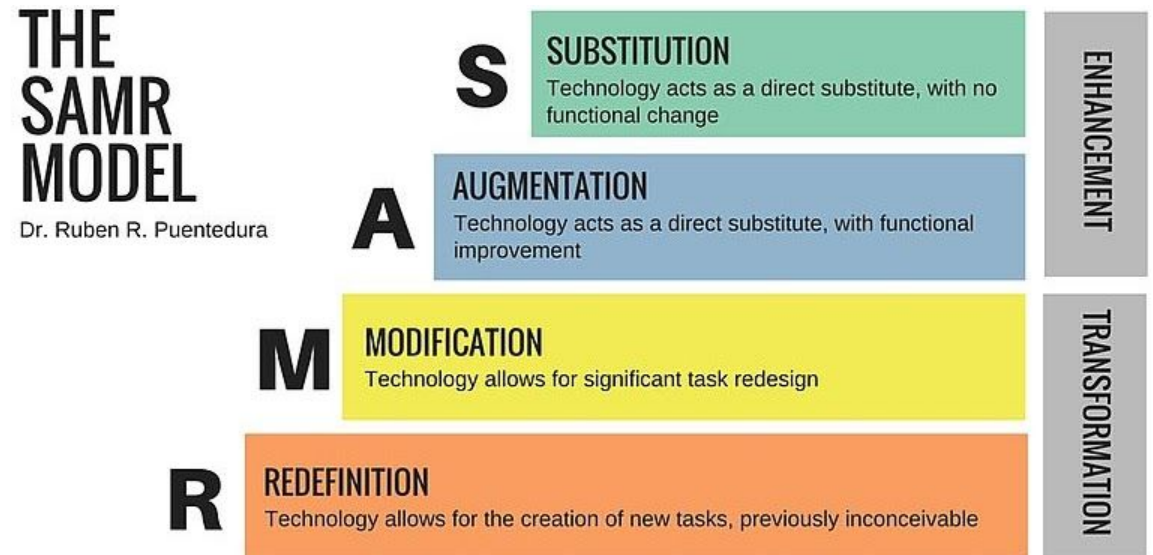 THE
SAMR
MODEL
Dr. Ruben R. Puentedura
S
SUBSTITUTION
Technology acts as a direct substitute, with no
functional change
A
AUGMENTATION
Technology acts as a direct substitute, with functional
improvement
ENHANCEMENT
M
MODIFICATION
Technology allows for significant task redesign
R
REDEFINITION
Technology allows for the creation of new tasks, previously inconceivable
TRANSFORMATION